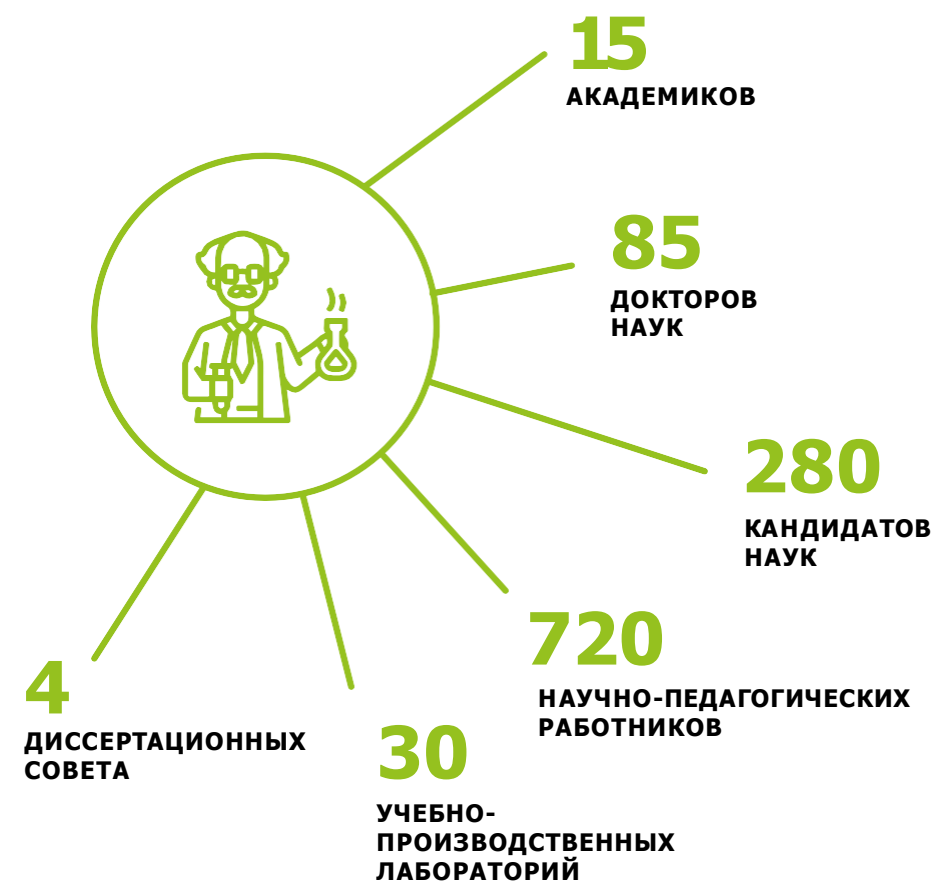 15
АКАДЕМИКОВ
85
ДОКТОРОВ
НАУК
280
КАНДИДАТОВ
НАУК
720
НАУЧНО-ПЕДАГОГИЧЕСКИХ
РАБОТНИКОВ
30
УЧЕБНО-
ПРОИЗВОДСТВЕННЫХ
ЛАБОРАТОРИЙ
4
ДИССЕРТАЦИОННЫХ
СОВЕТА